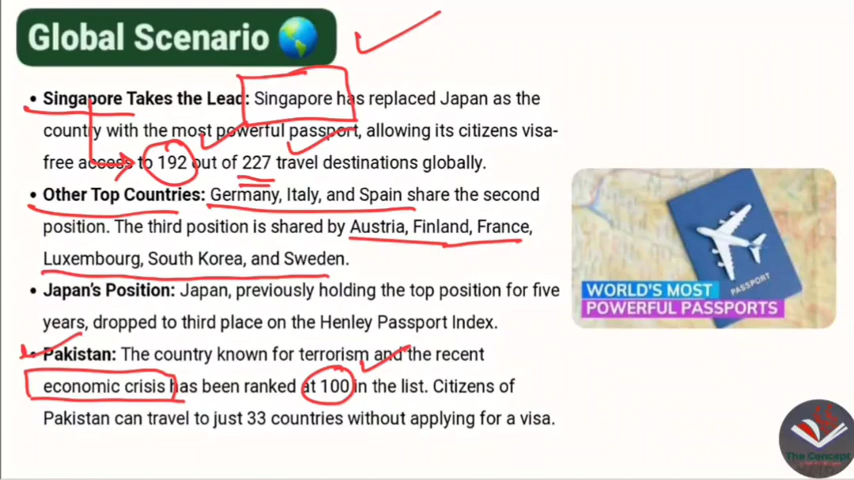 Global Scenario
• Singapore Takes the Lead: Singapore has replaced Japan as the
country with the most powerful passport, allowing its citizens visa-
free access to 192 out of 227 travel destinations globally.
• Other Top Countries: Germany, Italy, and Spain share the second
position. The third position is shared by Austria, Finland, France,
Luxembourg, South Korea, and Sweden.
• Japan's Position: Japan, previously holding the top position for five
years, dropped to third place on the Henley Passport Index.
• Pakistan: The country known for terrorism and the recent
economic crisis has been ranked at 100 in the list. Citizens of
Pakistan can travel to just 33 countries without applying for a visa.
PASSPORT
WORLD'S MOST
POWERFUL PASSPORTS
The Concept